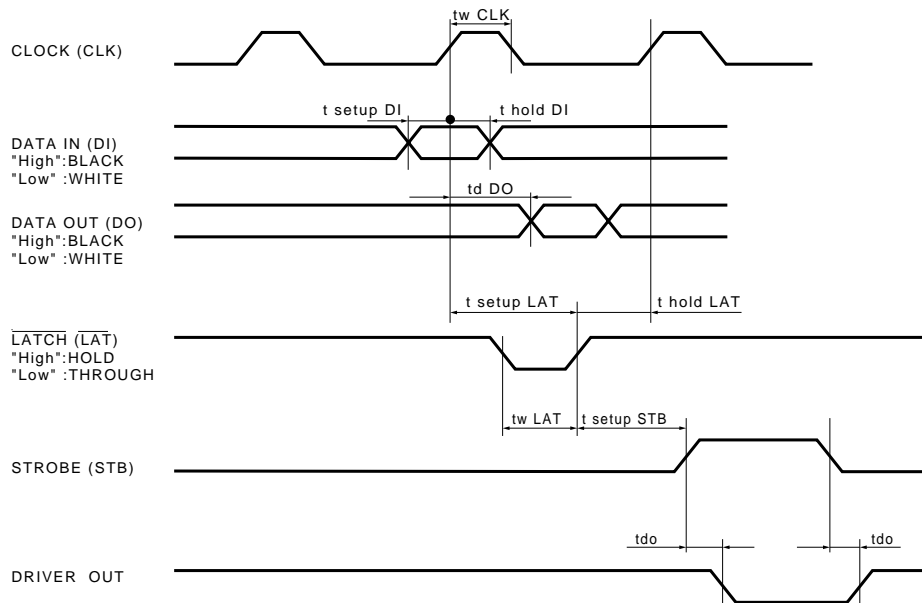 tw CLK
CLOCK (CLK)
t setup DI
t hold DI
DATA IN (DI)
"High":BLACK
"Low" :WHITE
td DO
DATA OUT (DO)
"High":BLACK
"Low" :WHITE
t setup LAT
t hold LAT
LATCH (LAT)
"High":HOLD
"Low" :THROUGH
tw LAT
t setup STB
STROBE (STB)
tdo
tdo
DRIVER OUT